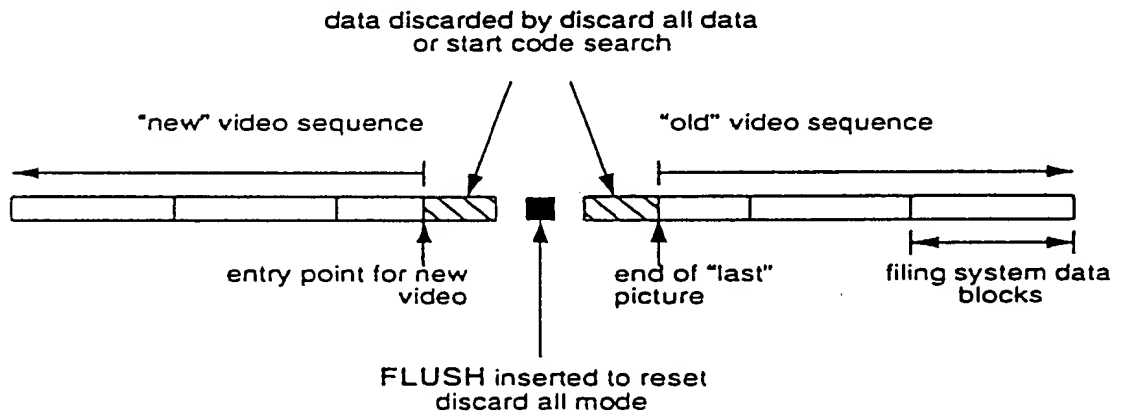 data discarded by discard all data
or start code search
"new" video sequence
"old" video sequence
entry point for new
video
end of "last"
picture
filing system data
blocks
FLUSH inserted to reset
discard all mode